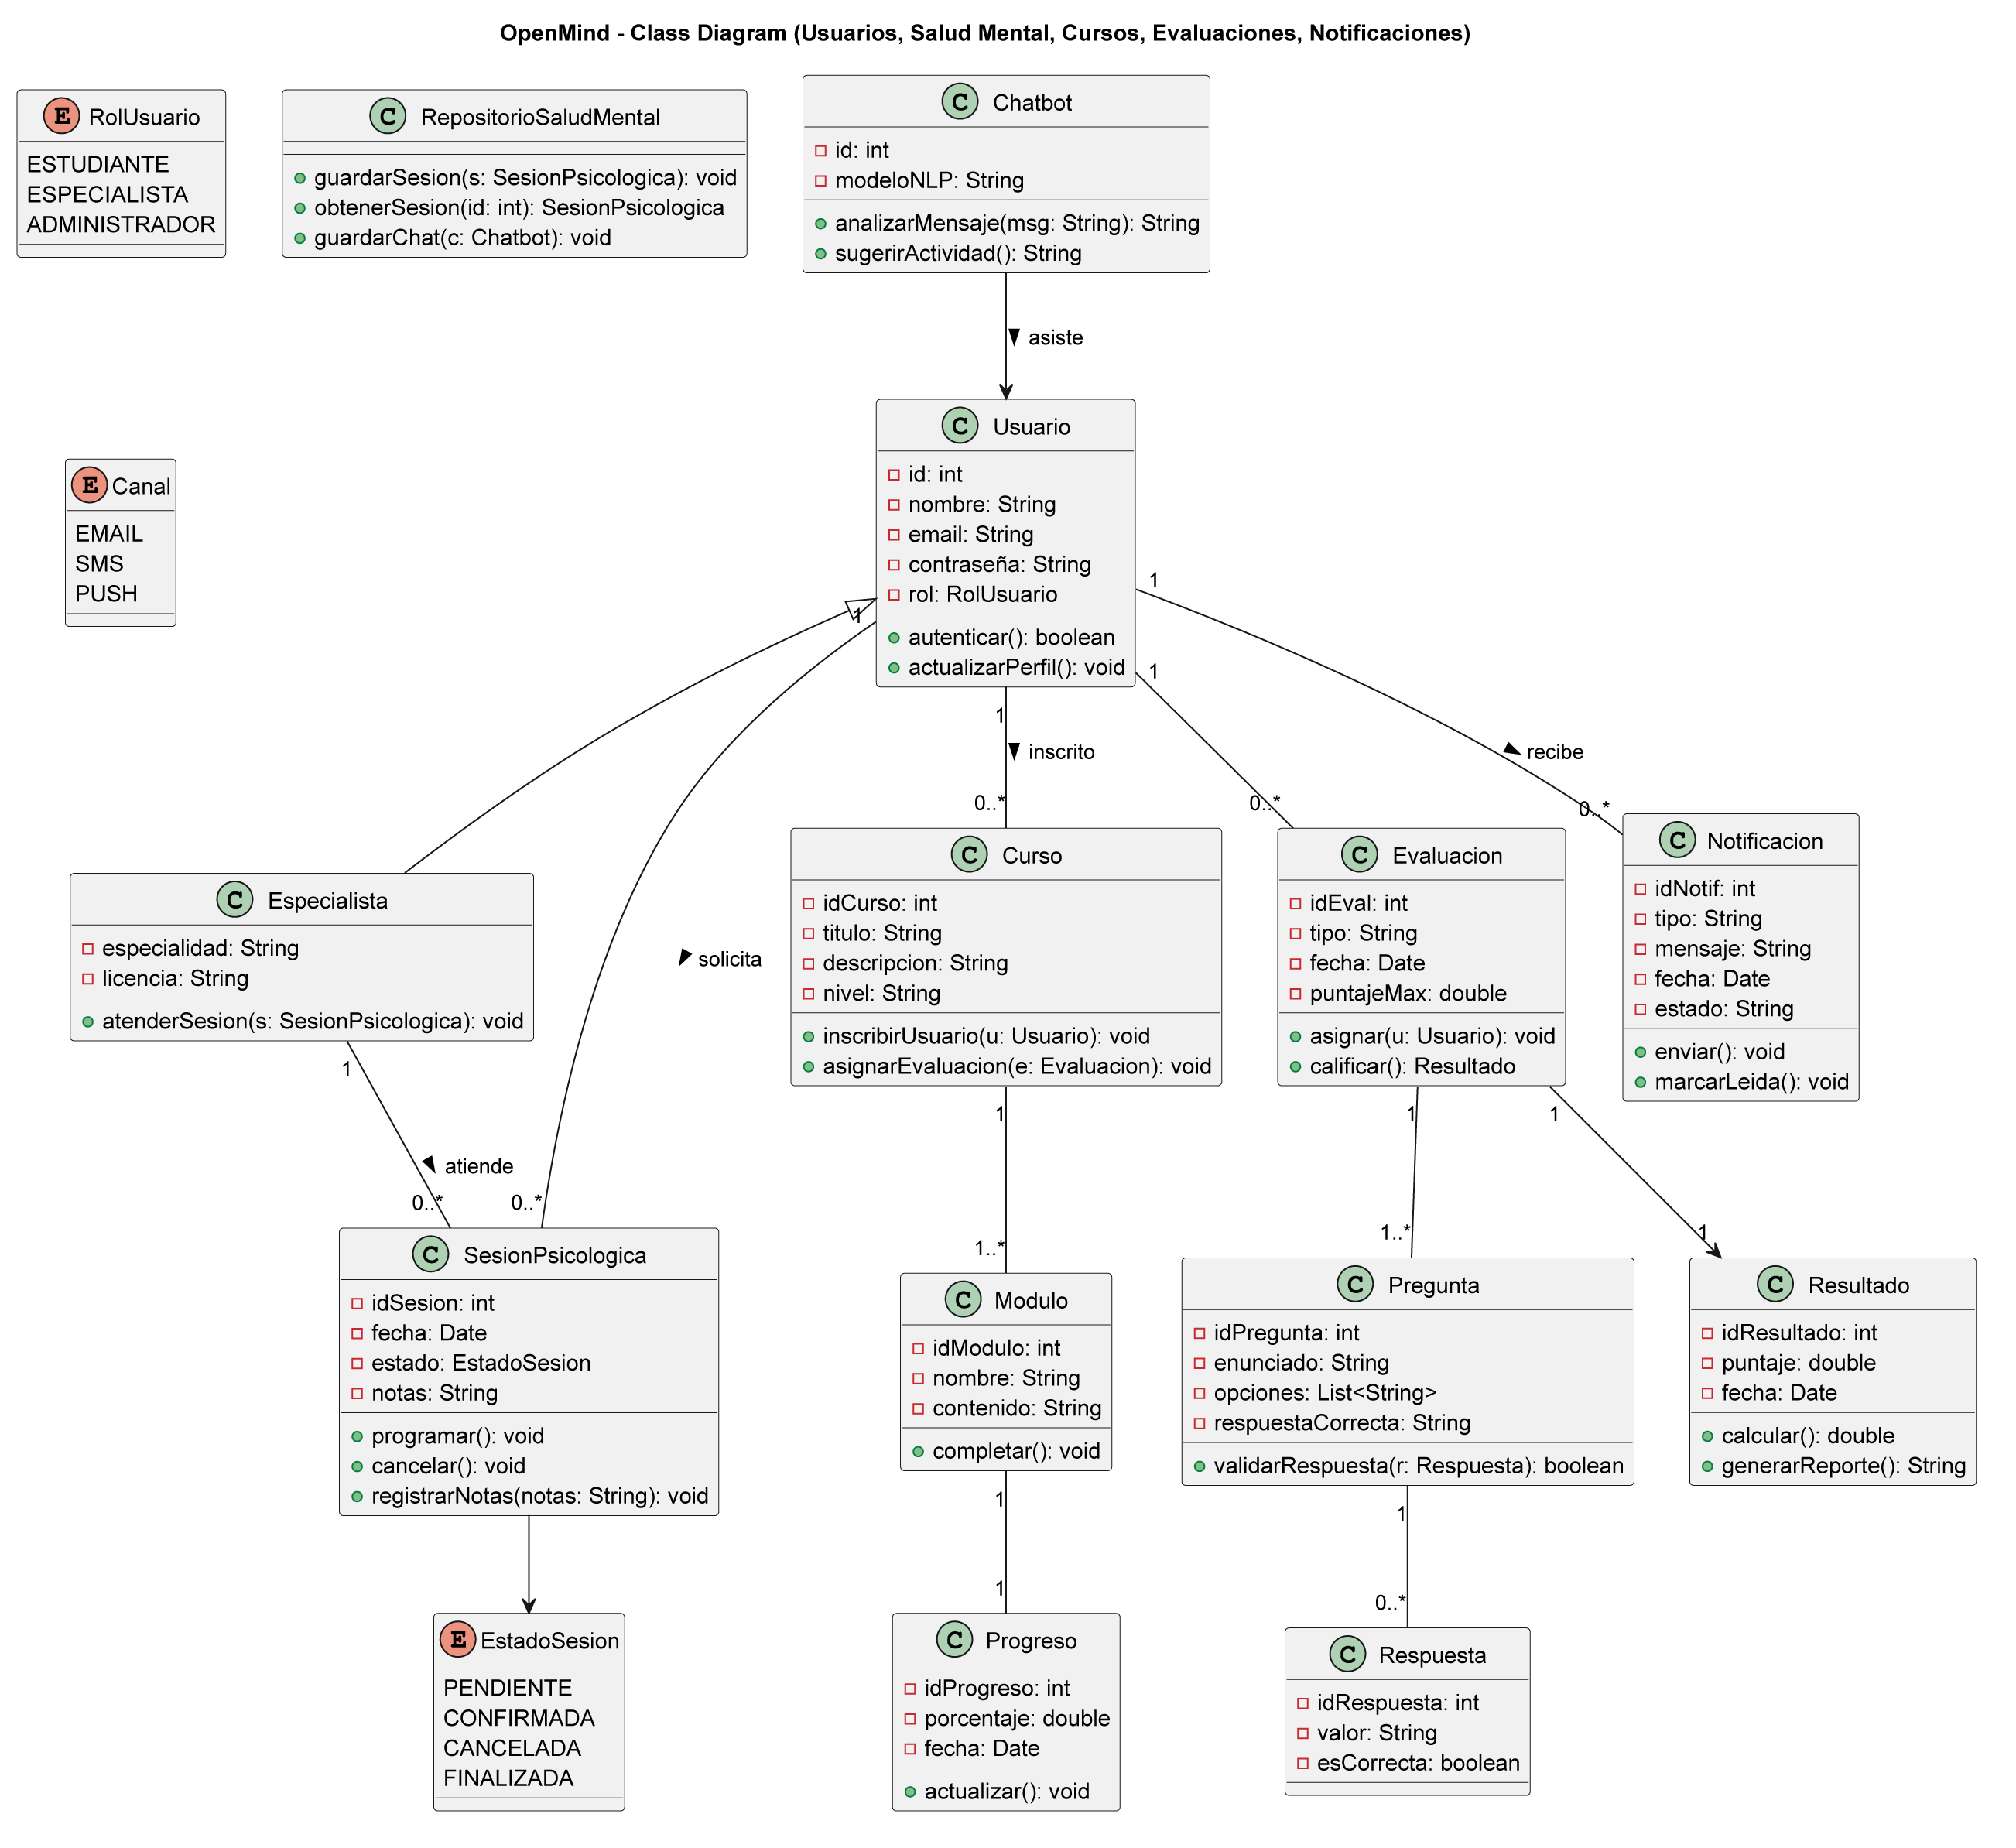 OpenMind - Class Diagram (Usuarios, Salud Mental, Cursos, Evaluaciones, Notificaciones)
E RolUsuario
ESTUDIANTE
ESPECIALISTA
ADMINISTRADOR
C RepositorioSaludMental
guardarSesion(s: SesionPsicologica): void
obtenerSesion(id: int): SesionPsicologica
guardarChat(c: Chatbot): void
C Chatbot
id: int
modeloNLP: String
analizarMensaje(msg: String): String
sugerirActividad(): String
asiste
E Canal
EMAIL
SMS
PUSH
C Usuario
id: int
nombre: String
email: String
contraseña: String
rol: RolUsuario
autenticar(): boolean
actualizarPerfil(): void
1
1
1
1
inscrito
recibe
solicita
0..*
0..*
0..*
C Especialista
especialidad: String
licencia: String
atenderSesion(s: SesionPsicologica): void
C Curso
idCurso: int
titulo: String
descripcion: String
nivel: String
inscribirUsuario(u: Usuario): void
asignarEvaluacion(e: Evaluacion): void
C Evaluacion
idEval: int
tipo: String
fecha: Date
puntajeMax: double
asignar(u: Usuario): void
calificar(): Resultado
C Notificacion
idNotif: int
tipo: String
mensaje: String
fecha: Date
estado: String
enviar(): void
marcarLeida(): void
1
1
1
1
atiende
0..*
0..*
1..*
1..*
1
C SesionPsicologica
idSesion: int
fecha: Date
estado: EstadoSesion
notas: String
programar(): void
cancelar(): void
registrarNotas(notas: String): void
C Modulo
idModulo: int
nombre: String
contenido: String
completar(): void
C Pregunta
idPregunta: int
enunciado: String
opciones: List<String>
respuestaCorrecta: String
validarRespuesta(r: Respuesta): boolean
C Resultado
idResultado: int
puntaje: double
fecha: Date
calcular(): double
generarReporte(): String
1
1
1
0..*
E EstadoSesion
PENDIENTE
CONFIRMADA
CANCELADA
FINALIZADA
C Progreso
idProgreso: int
porcentaje: double
fecha: Date
actualizar(): void
C Respuesta
idRespuesta: int
valor: String
esCorrecta: boolean